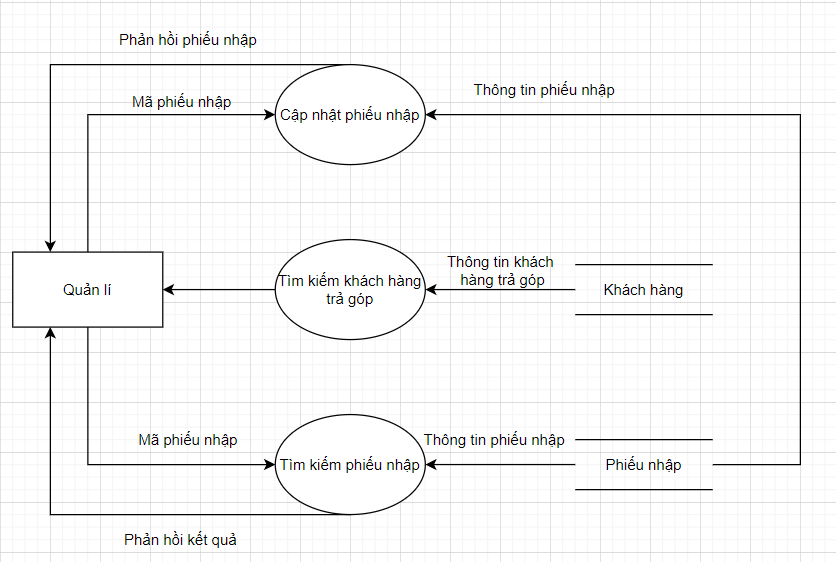 Phản hồi phiếu nhập
Thông tin phiếu nhập
Mã phiếu nhập
Cập nhật phiếu nhập
Thông tin khách
hàng trả góp
Tìm kiếm khách hàng
trả góp
Quản lí
Khách hàng
Mã phiếu nhập
Thông tin phiếu nhập
Tìm kiếm phiếu nhập
Phiếu nhập
Phản hồi kết quả